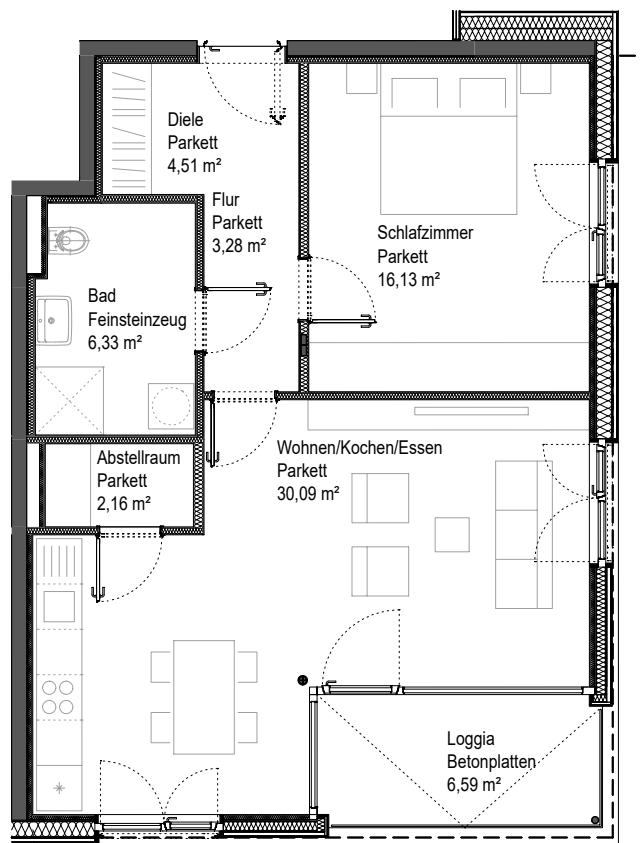 Diele
Parkett
4,51 m²
Flur
Parkett
3,28 m²
Schlafzimmer
Parkett
16,13 m²
Bad
Feinsteinzeug
6,33 m²
Wohnen/Kochen/Essen
Parkett
30,09 m²
Abstellraum
Parkett
2,16 m²
Loggia
Betonplatten
6,59 m²